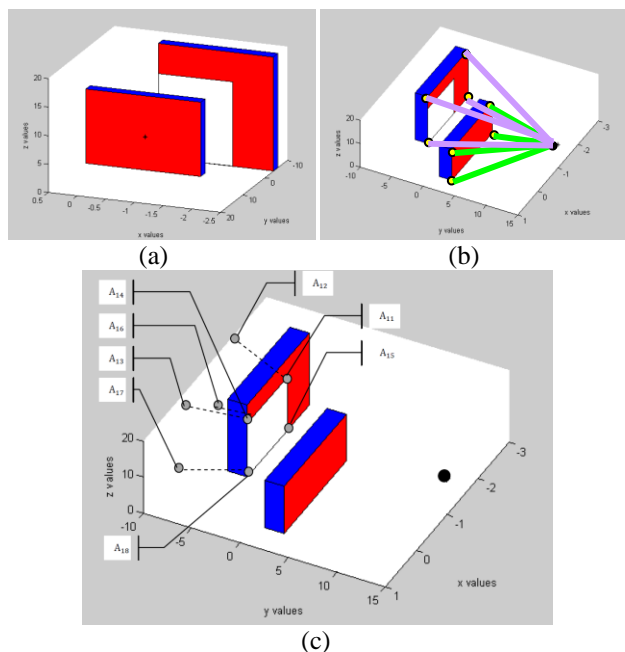 20
15
10
5
0
z values
0.5
0
-0.5
-1
-1.5
-2
-2.5
x values
20
10
0
-10
y values
(a)
20
10
0
z values
-10
-5
0
5
10
15
y values
1
0
-1
-2
-3
x values
(b)
A₁₄
A₁₂
A₁₆
A₁₁
A₁₃
A₁₅
A₁₇
A₁₈
20
10
0
z values
-10
-5
0
5
10
15
y values
1
0
-1
-2
-3
x values
(c)